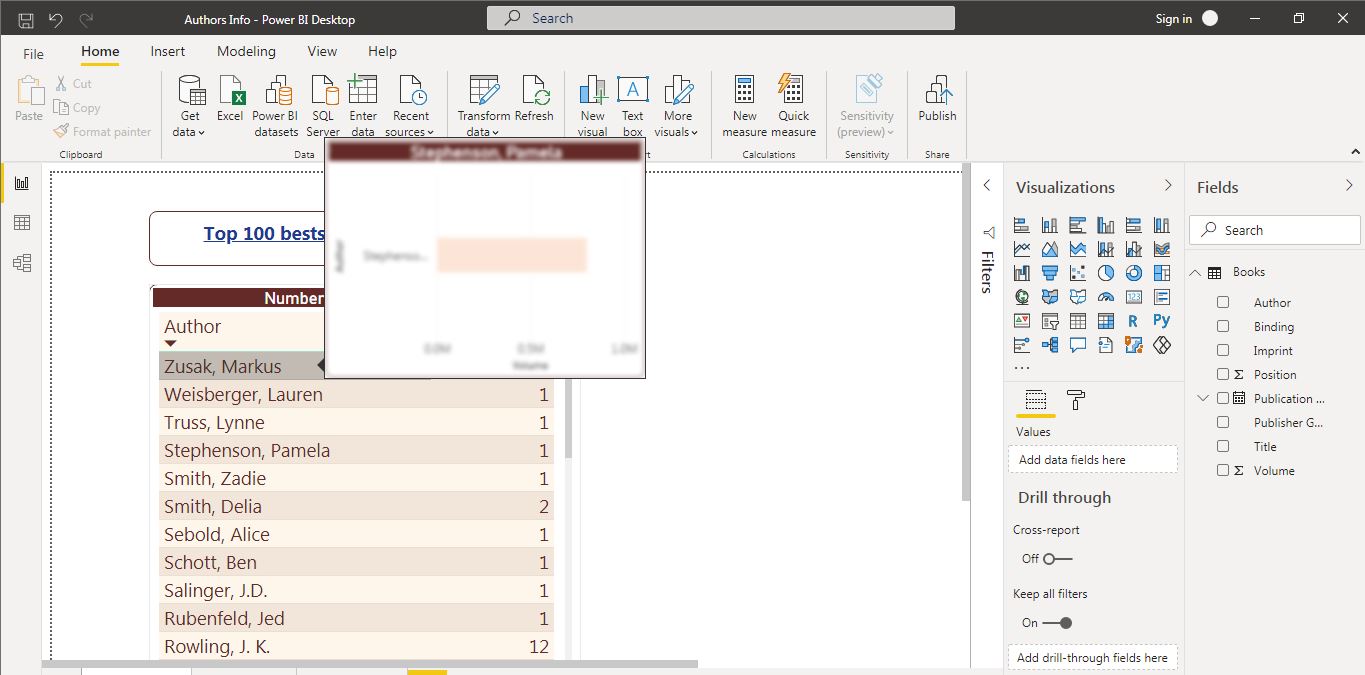 Authors Info - Power BI Desktop
Search
Sign in
File
Home
Insert
Modeling
View
Help
Paste
Cut
Copy
Format painter
Clipboard
Get data
Excel
Power BI datasets
SQL Server
Enter data
Recent sources
Data
Transform data
Refresh
New visual
Text box
More visuals
New measure
Quick measure
Calculations
Sensitivity (preview)
Sensitivity
Publish
Share
Top 100 bests
Number
Author
Zusak, Markus
Weisberger, Lauren 1
Truss, Lynne 1
Stephenson, Pamela 1
Smith, Zadie 1
Smith, Delia 2
Sebold, Alice 1
Schott, Ben 1
Salinger, J.D. 1
Rubenfeld, Jed 1
Rowling, J. K. 12
Stephenson, Pamela
Author
Stephenso...
0.0M 0.5M 1.0M
Volume
Filters
Visualizations
123
R
Py
...
Values
Add data fields here
Drill through
Cross-report
Off
Keep all filters
On
Add drill-through fields here
Fields
Search
Books
Author
Binding
Imprint
Σ Position
Publication ...
Publisher G...
Title
Σ Volume